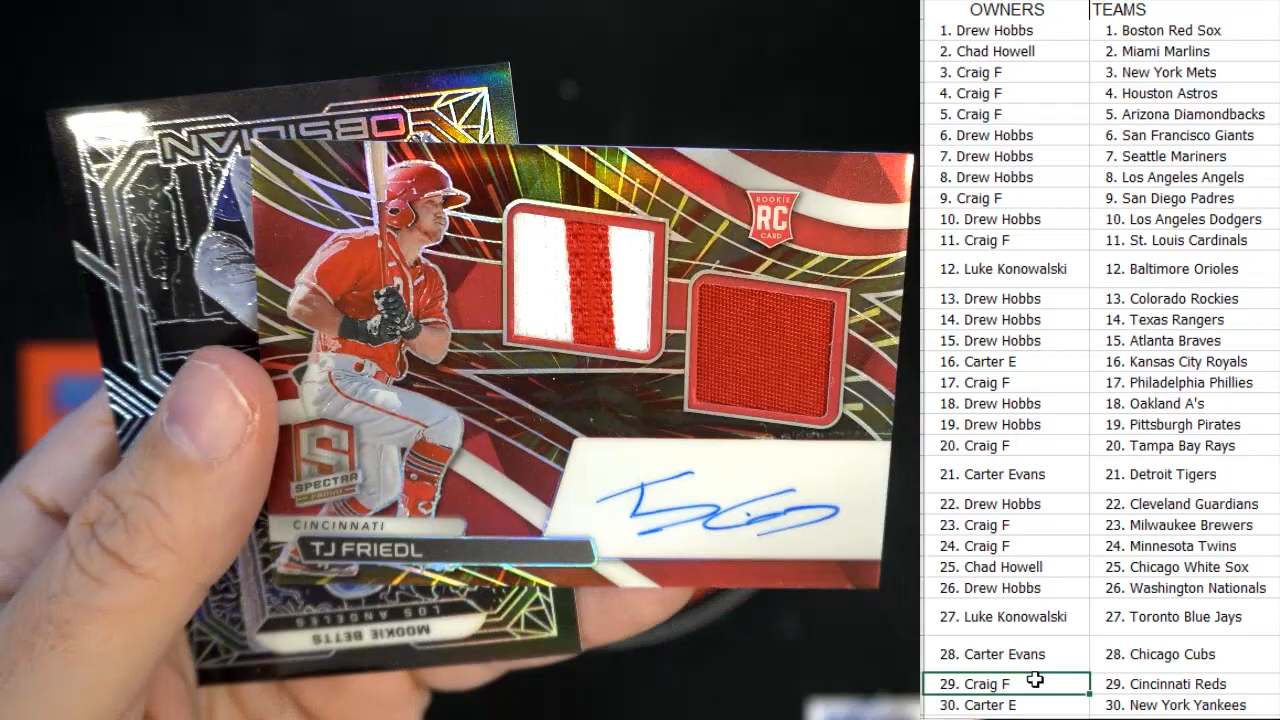 OBSIDIAN
ROOKIE
RC
CARD
SPECTRA
PANINI
CINCINNATI
TJ FRIEDL
LOS ANGELES
MOOKIE BETTS
OWNERS TEAMS
1. Drew Hobbs 1. Boston Red Sox
2. Chad Howell 2. Miami Marlins
3. Craig F 3. New York Mets
4. Craig F 4. Houston Astros
5. Craig F 5. Arizona Diamondbacks
6. Drew Hobbs 6. San Francisco Giants
7. Drew Hobbs 7. Seattle Mariners
8. Drew Hobbs 8. Los Angeles Angels
9. Craig F 9. San Diego Padres
10. Drew Hobbs 10. Los Angeles Dodgers
11. Craig F 11. St. Louis Cardinals
12. Luke Konowalski 12. Baltimore Orioles
13. Drew Hobbs 13. Colorado Rockies
14. Drew Hobbs 14. Texas Rangers
15. Drew Hobbs 15. Atlanta Braves
16. Carter E 16. Kansas City Royals
17. Craig F 17. Philadelphia Phillies
18. Drew Hobbs 18. Oakland A's
19. Drew Hobbs 19. Pittsburgh Pirates
20. Craig F 20. Tampa Bay Rays
21. Carter Evans 21. Detroit Tigers
22. Drew Hobbs 22. Cleveland Guardians
23. Craig F 23. Milwaukee Brewers
24. Craig F 24. Minnesota Twins
25. Chad Howell 25. Chicago White Sox
26. Drew Hobbs 26. Washington Nationals
27. Luke Konowalski 27. Toronto Blue Jays
28. Carter Evans 28. Chicago Cubs
29. Craig F 29. Cincinnati Reds
30. Carter E 30. New York Yankees